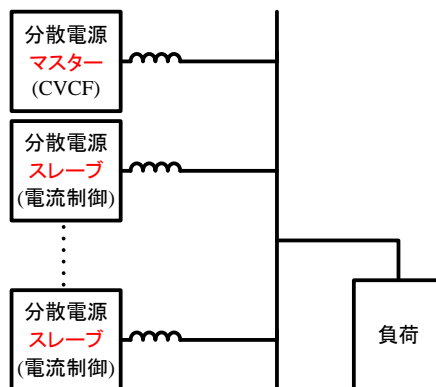 分散電源
マスター
(CVCF)
分散電源
スレーブ
(電流制御)
分散電源
スレーブ
(電流制御)
負荷